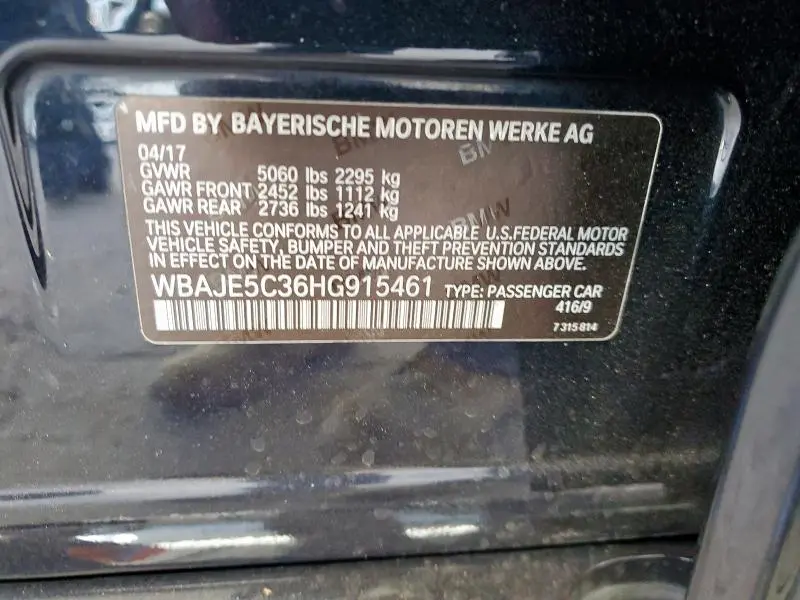 MFD BY BAYERISCHE MOTOREN WERKE AG
04/17
GVWR 5060 lbs 2295 kg
GAWR FRONT 2452 lbs 1112 kg
GAWR REAR 2736 lbs 1241 kg
THIS VEHICLE CONFORMS TO ALL APPLICABLE U.S.FEDERAL MOTOR
VEHICLE SAFETY, BUMPER AND THEFT PREVENTION STANDARDS
IN EFFECT ON THE DATE OF MANUFACTURE SHOWN ABOVE.
WBAJE5C36HG915461 TYPE: PASSENGER CAR
416/9
7315814